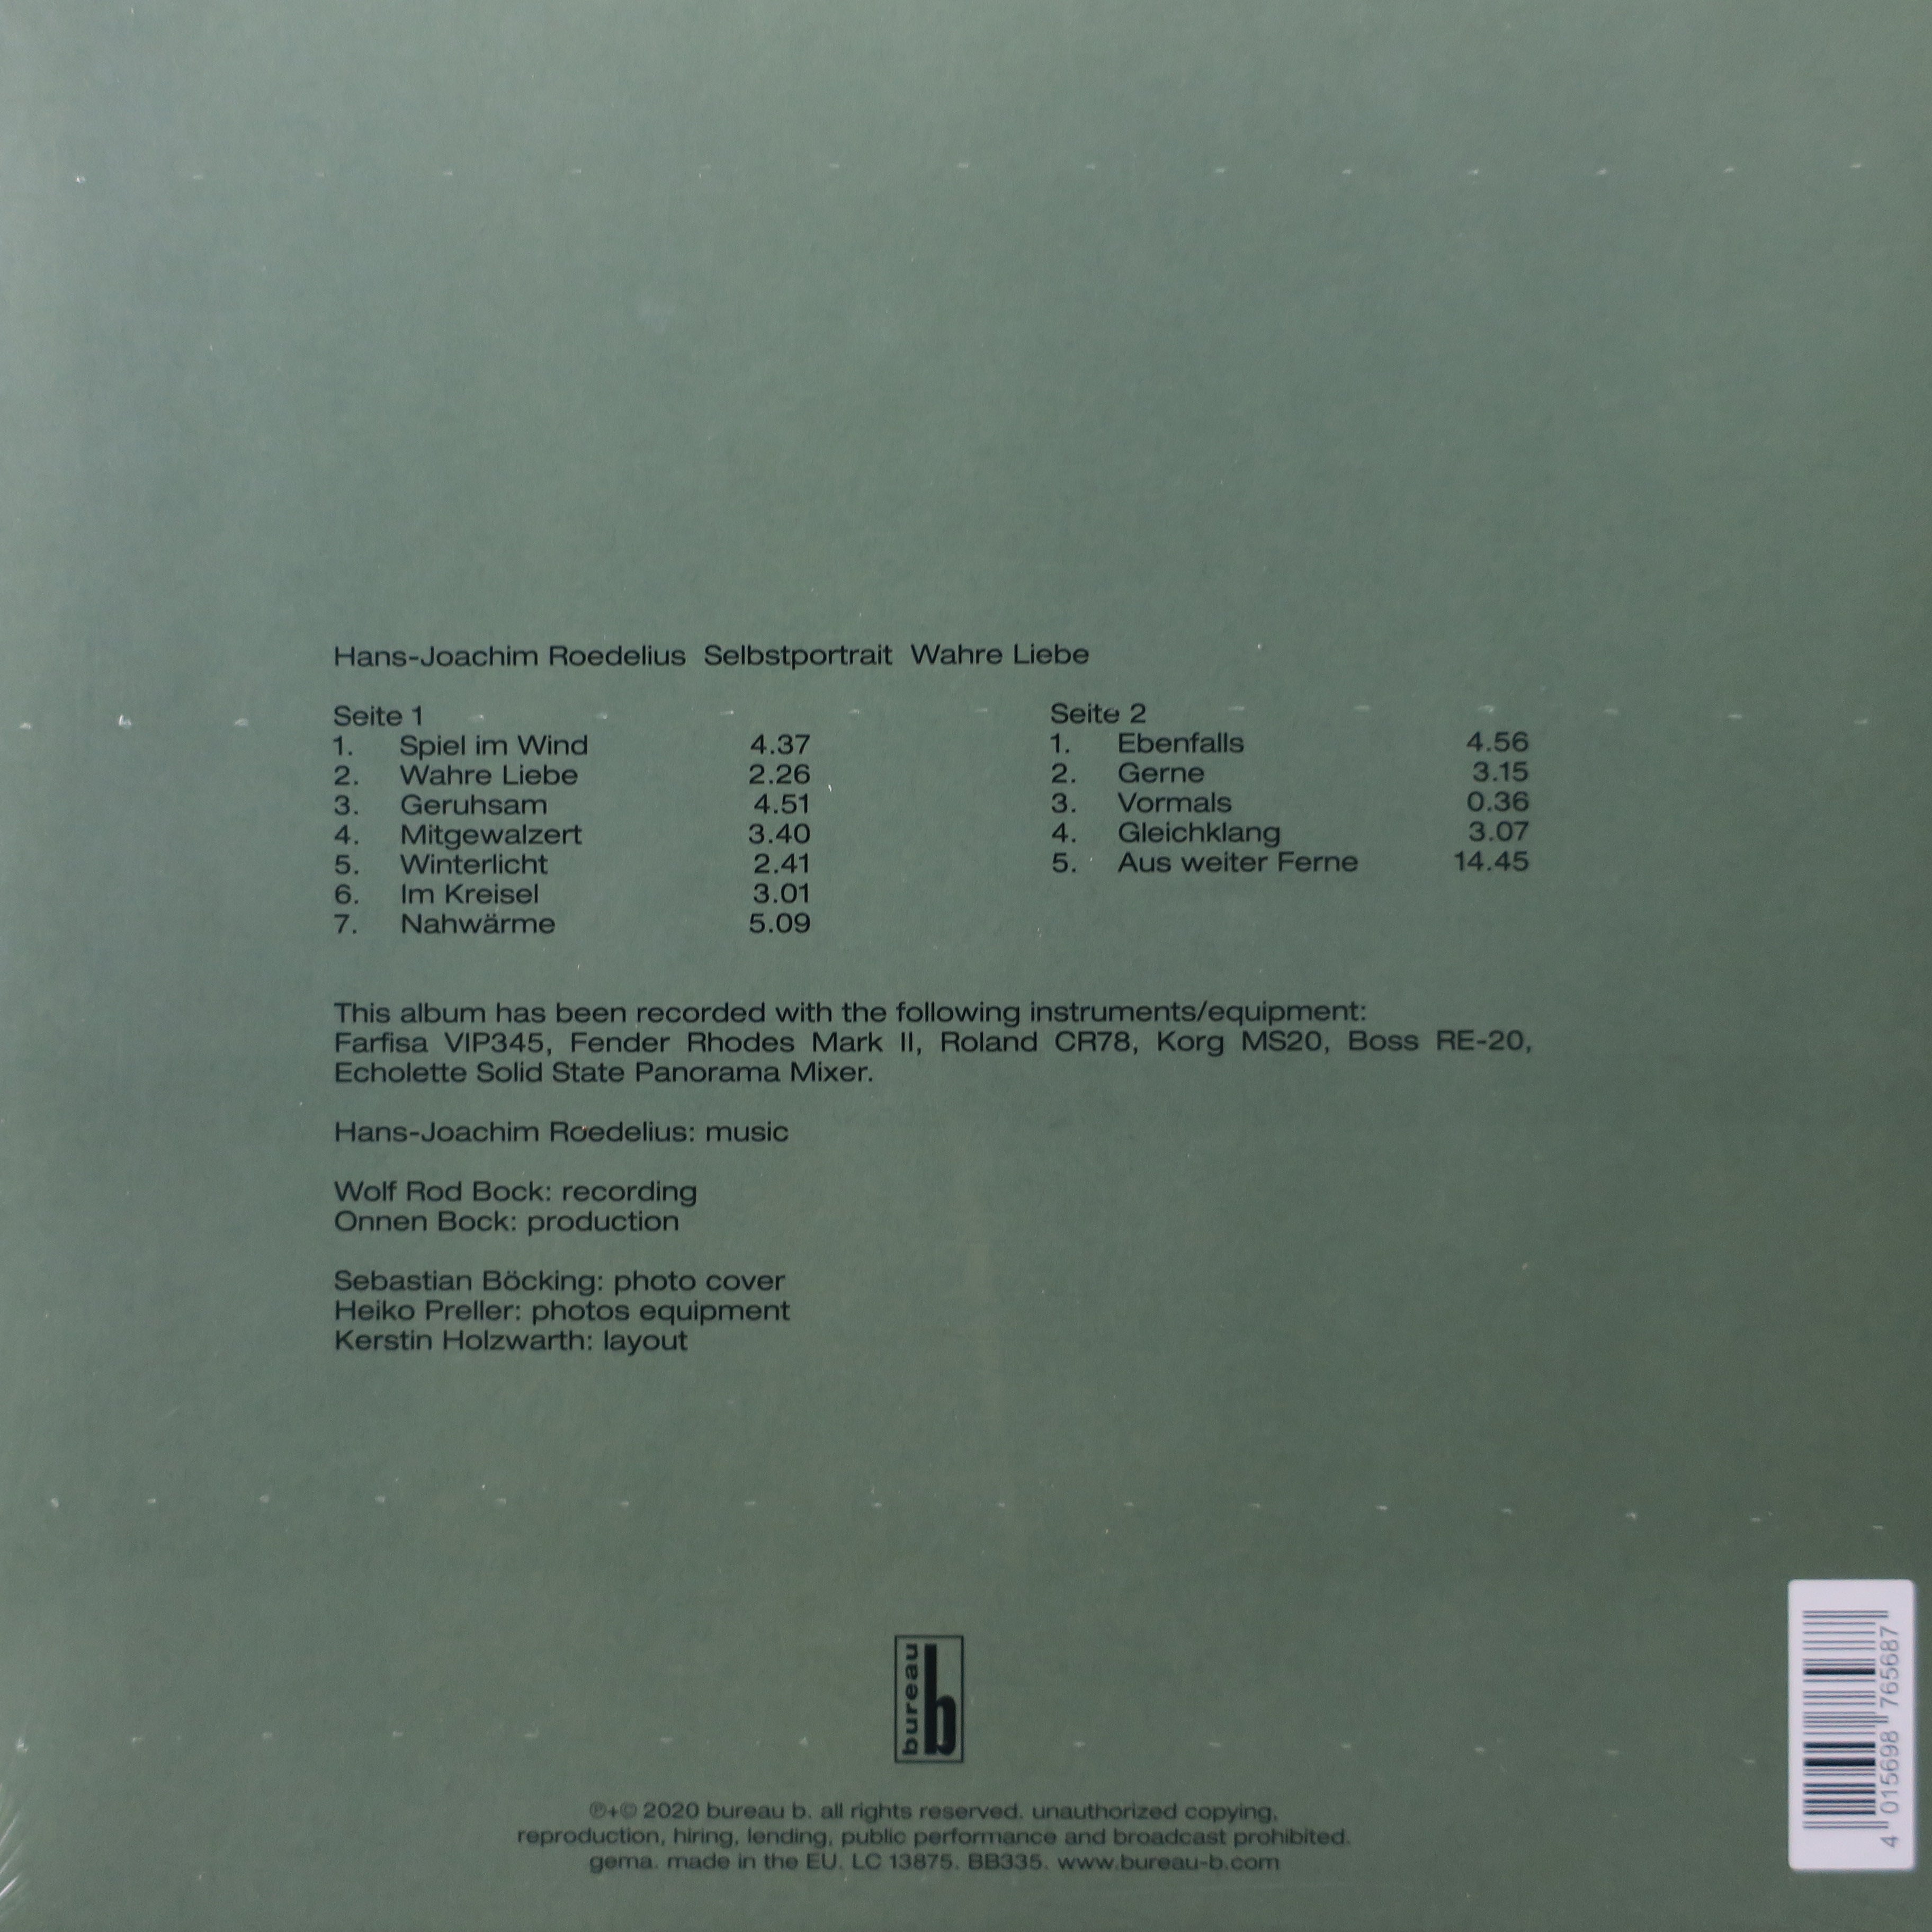 Hans-Joachim Roedelius Selbstportrait Wahre Liebe
Seite 1
1. Spiel im Wind 4.37
2. Wahre Liebe 2.26
3. Geruhsam 4.51
4. Mitgewalzert 3.40
5. Winterlicht 2.41
6. Im Kreisel 3.01
7. Nahwärme 5.09
Seite 2
1. Ebenfalls 4.56
2. Gerne 3.15
3. Vormals 0.36
4. Gleichklang 3.07
5. Aus weiter Ferne 14.45
This album has been recorded with the following instruments/equipment:
Farfisa VIP345, Fender Rhodes Mark II, Roland CR78, Korg MS20, Boss RE-20,
Echolette Solid State Panorama Mixer.
Hans-Joachim Roedelius: music
Wolf Rod Bock: recording
Onnen Bock: production
Sebastian Böcking: photo cover
Heiko Preller: photos equipment
Kerstin Holzwarth: layout
bureau b
℗+© 2020 bureau b. all rights reserved. unauthorized copying,
reproduction, hiring, lending, public performance and broadcast prohibited.
gema. made in the EU. LC 13875. BB335. www.bureau-b.com
4 015698 765687